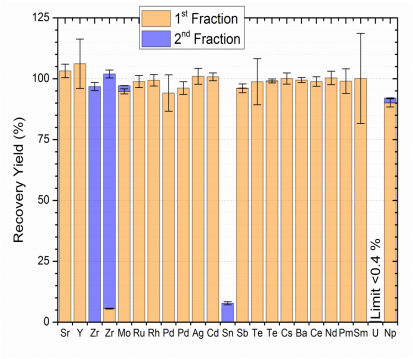 1st Fraction
2nd Fraction
Recovery Yield (%)
125
100
75
50
25
0
Limit <0.4 %
Sr Y Zr Zr Mo Ru Rh Pd Pd Ag Cd Sn Sb Te Te Cs Ba Ce Nd Pm Sm U Np